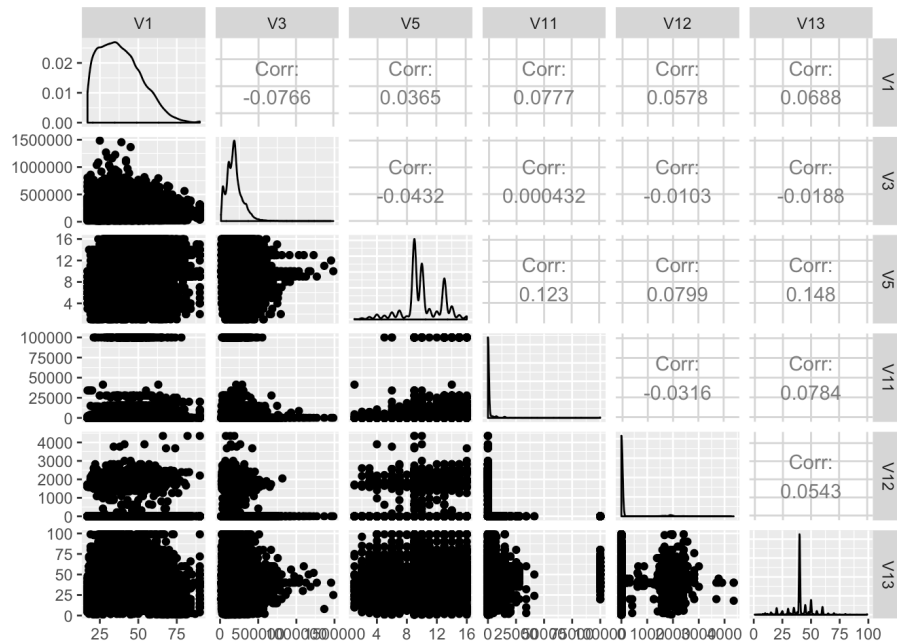 V1 V3 V5 V11 V12 V13
0.02
0.01
0.00
Corr:
-0.0766
Corr:
0.0365
Corr:
0.0777
Corr:
0.0578
Corr:
0.0688
V1
1500000
1000000
500000
0
Corr:
-0.0432
Corr:
0.000432
Corr:
-0.0103
Corr:
-0.0188
V3
16
12
8
4
Corr:
0.123
Corr:
0.0799
Corr:
0.148
V5
100000
75000
50000
25000
0
Corr:
-0.0316
Corr:
0.0784
V11
4000
3000
2000
1000
0
Corr:
0.0543
V12
100
75
50
25
0
V13
25 50 75 0 500000 1000000 1500000 4 8 12 16 0 25000 50000 75000 100000 0 1000 2000 3000 4000 0 25 50 75 100